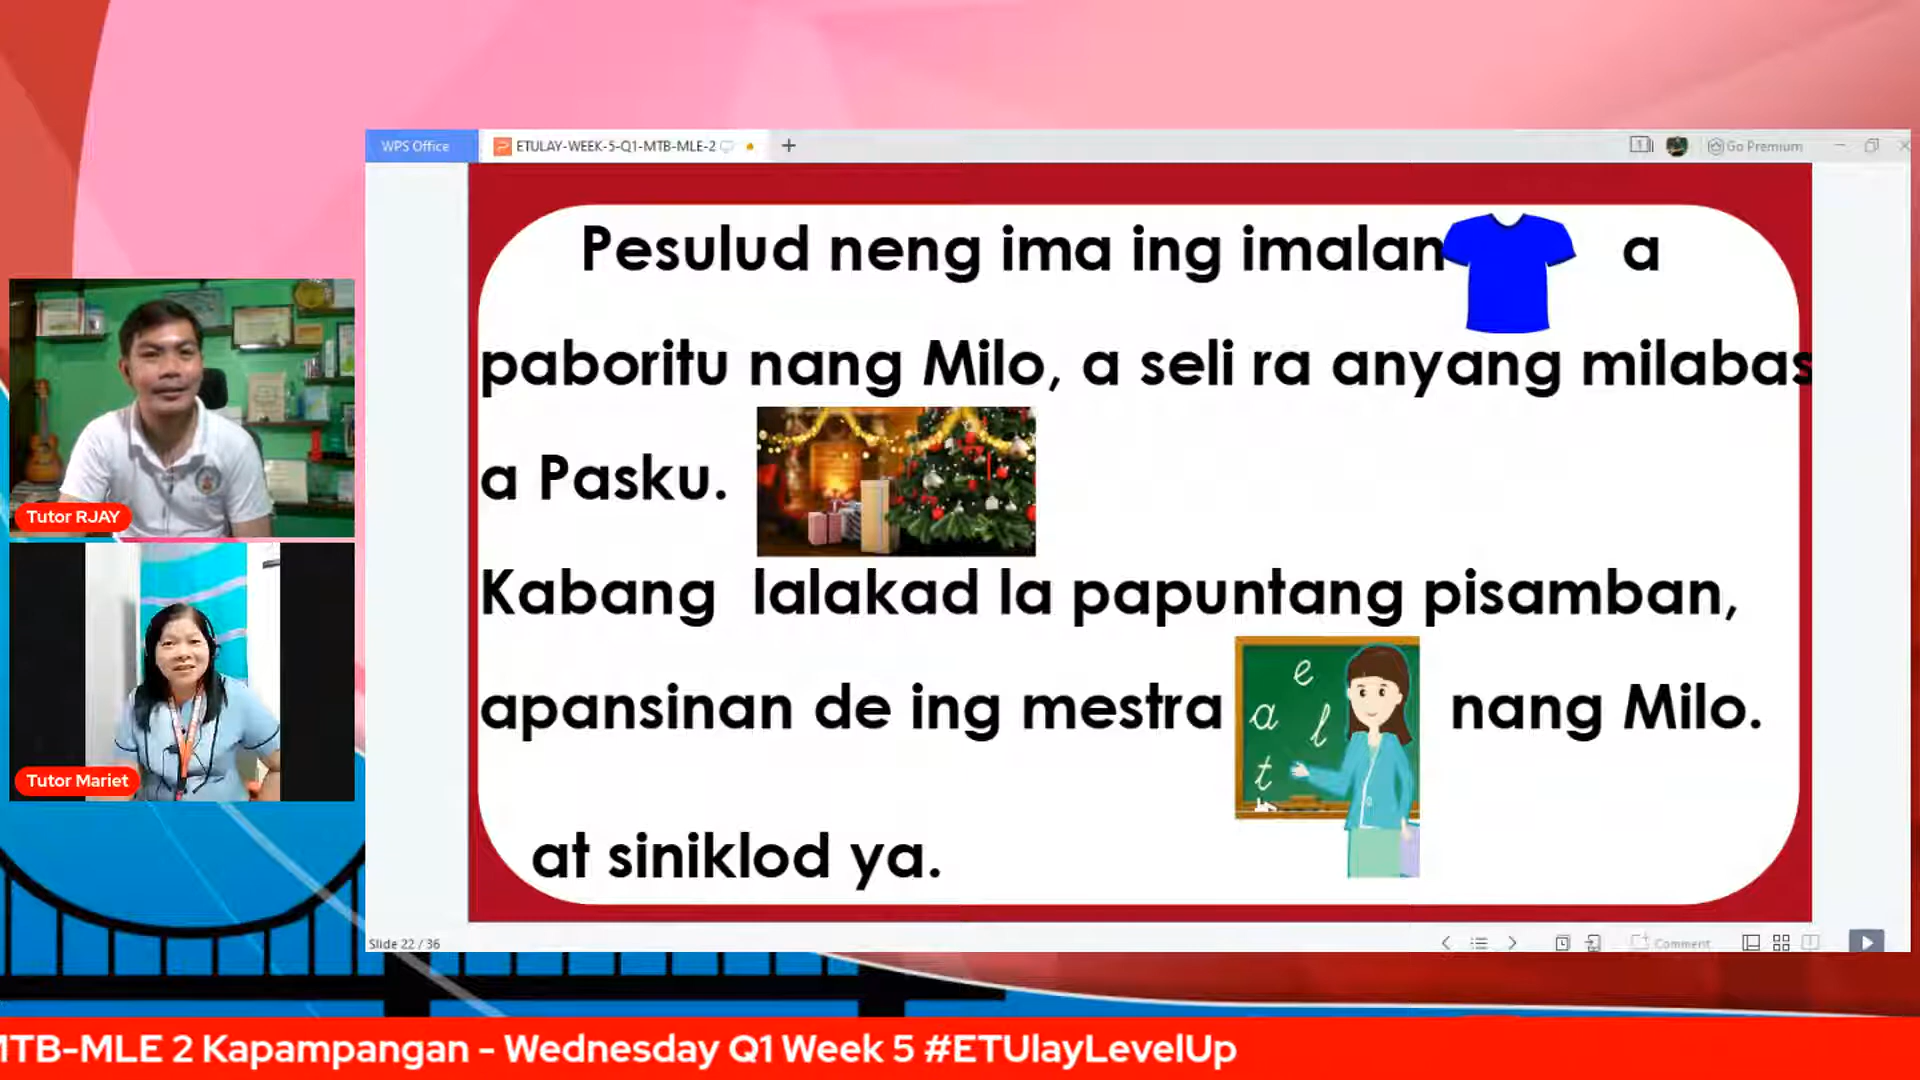 WPS Office
ETULAY-WEEK-5-Q1-MTB-MLE-2
Go Premium
Pesulud neng ima ing imalan a
paboritu nang Milo, a seli ra anyang milabas
a Pasku.
Kabang lalakad la papuntang pisamban,
apansinan de ing mestra nang Milo.
e
a l
t
at siniklod ya.
Tutor RJAY
Tutor Mariet
Slide 22 / 36
Comment
MTB-MLE 2 Kapampangan - Wednesday Q1 Week 5 #ETUlayLevelUp